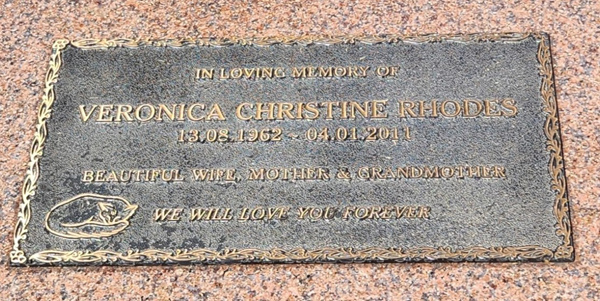 IN LOVING MEMORY OF
VERONICA CHRISTINE RHODES
13.08.1962 ~ 04.01.2011
BEAUTIFUL WIFE, MOTHER & GRANDMOTHER
WE WILL LOVE YOU FOREVER